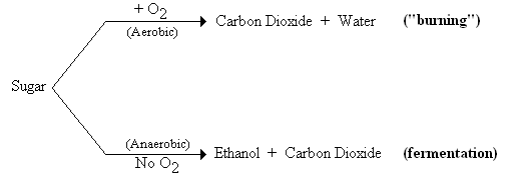 + O2
(Aerobic)
Carbon Dioxide + Water ("burning")
Sugar
(Anaerobic)
No O2
Ethanol + Carbon Dioxide (fermentation)